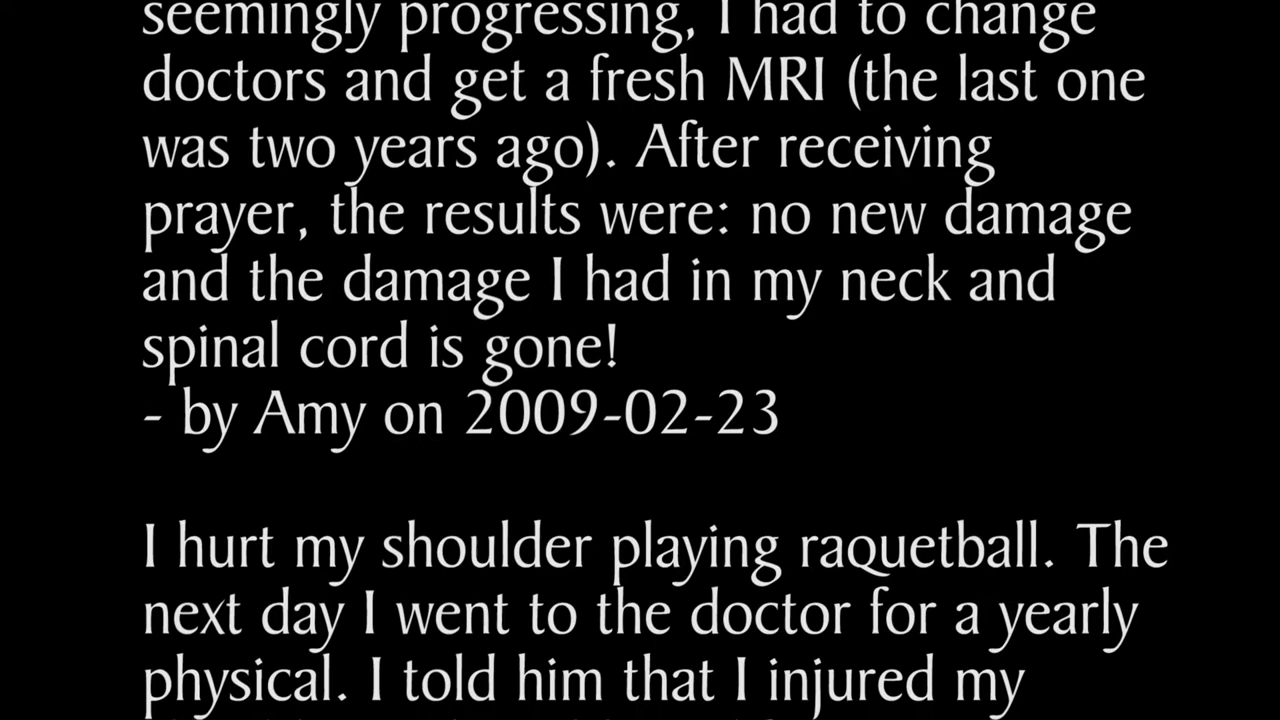 seemingly progressing, I had to change
doctors and get a fresh MRI (the last one
was two years ago). After receiving
prayer, the results were: no new damage
and the damage I had in my neck and
spinal cord is gone!
- by Amy on 2009-02-23
I hurt my shoulder playing raquetball. The
next day I went to the doctor for a yearly
physical. I told him that I injured my